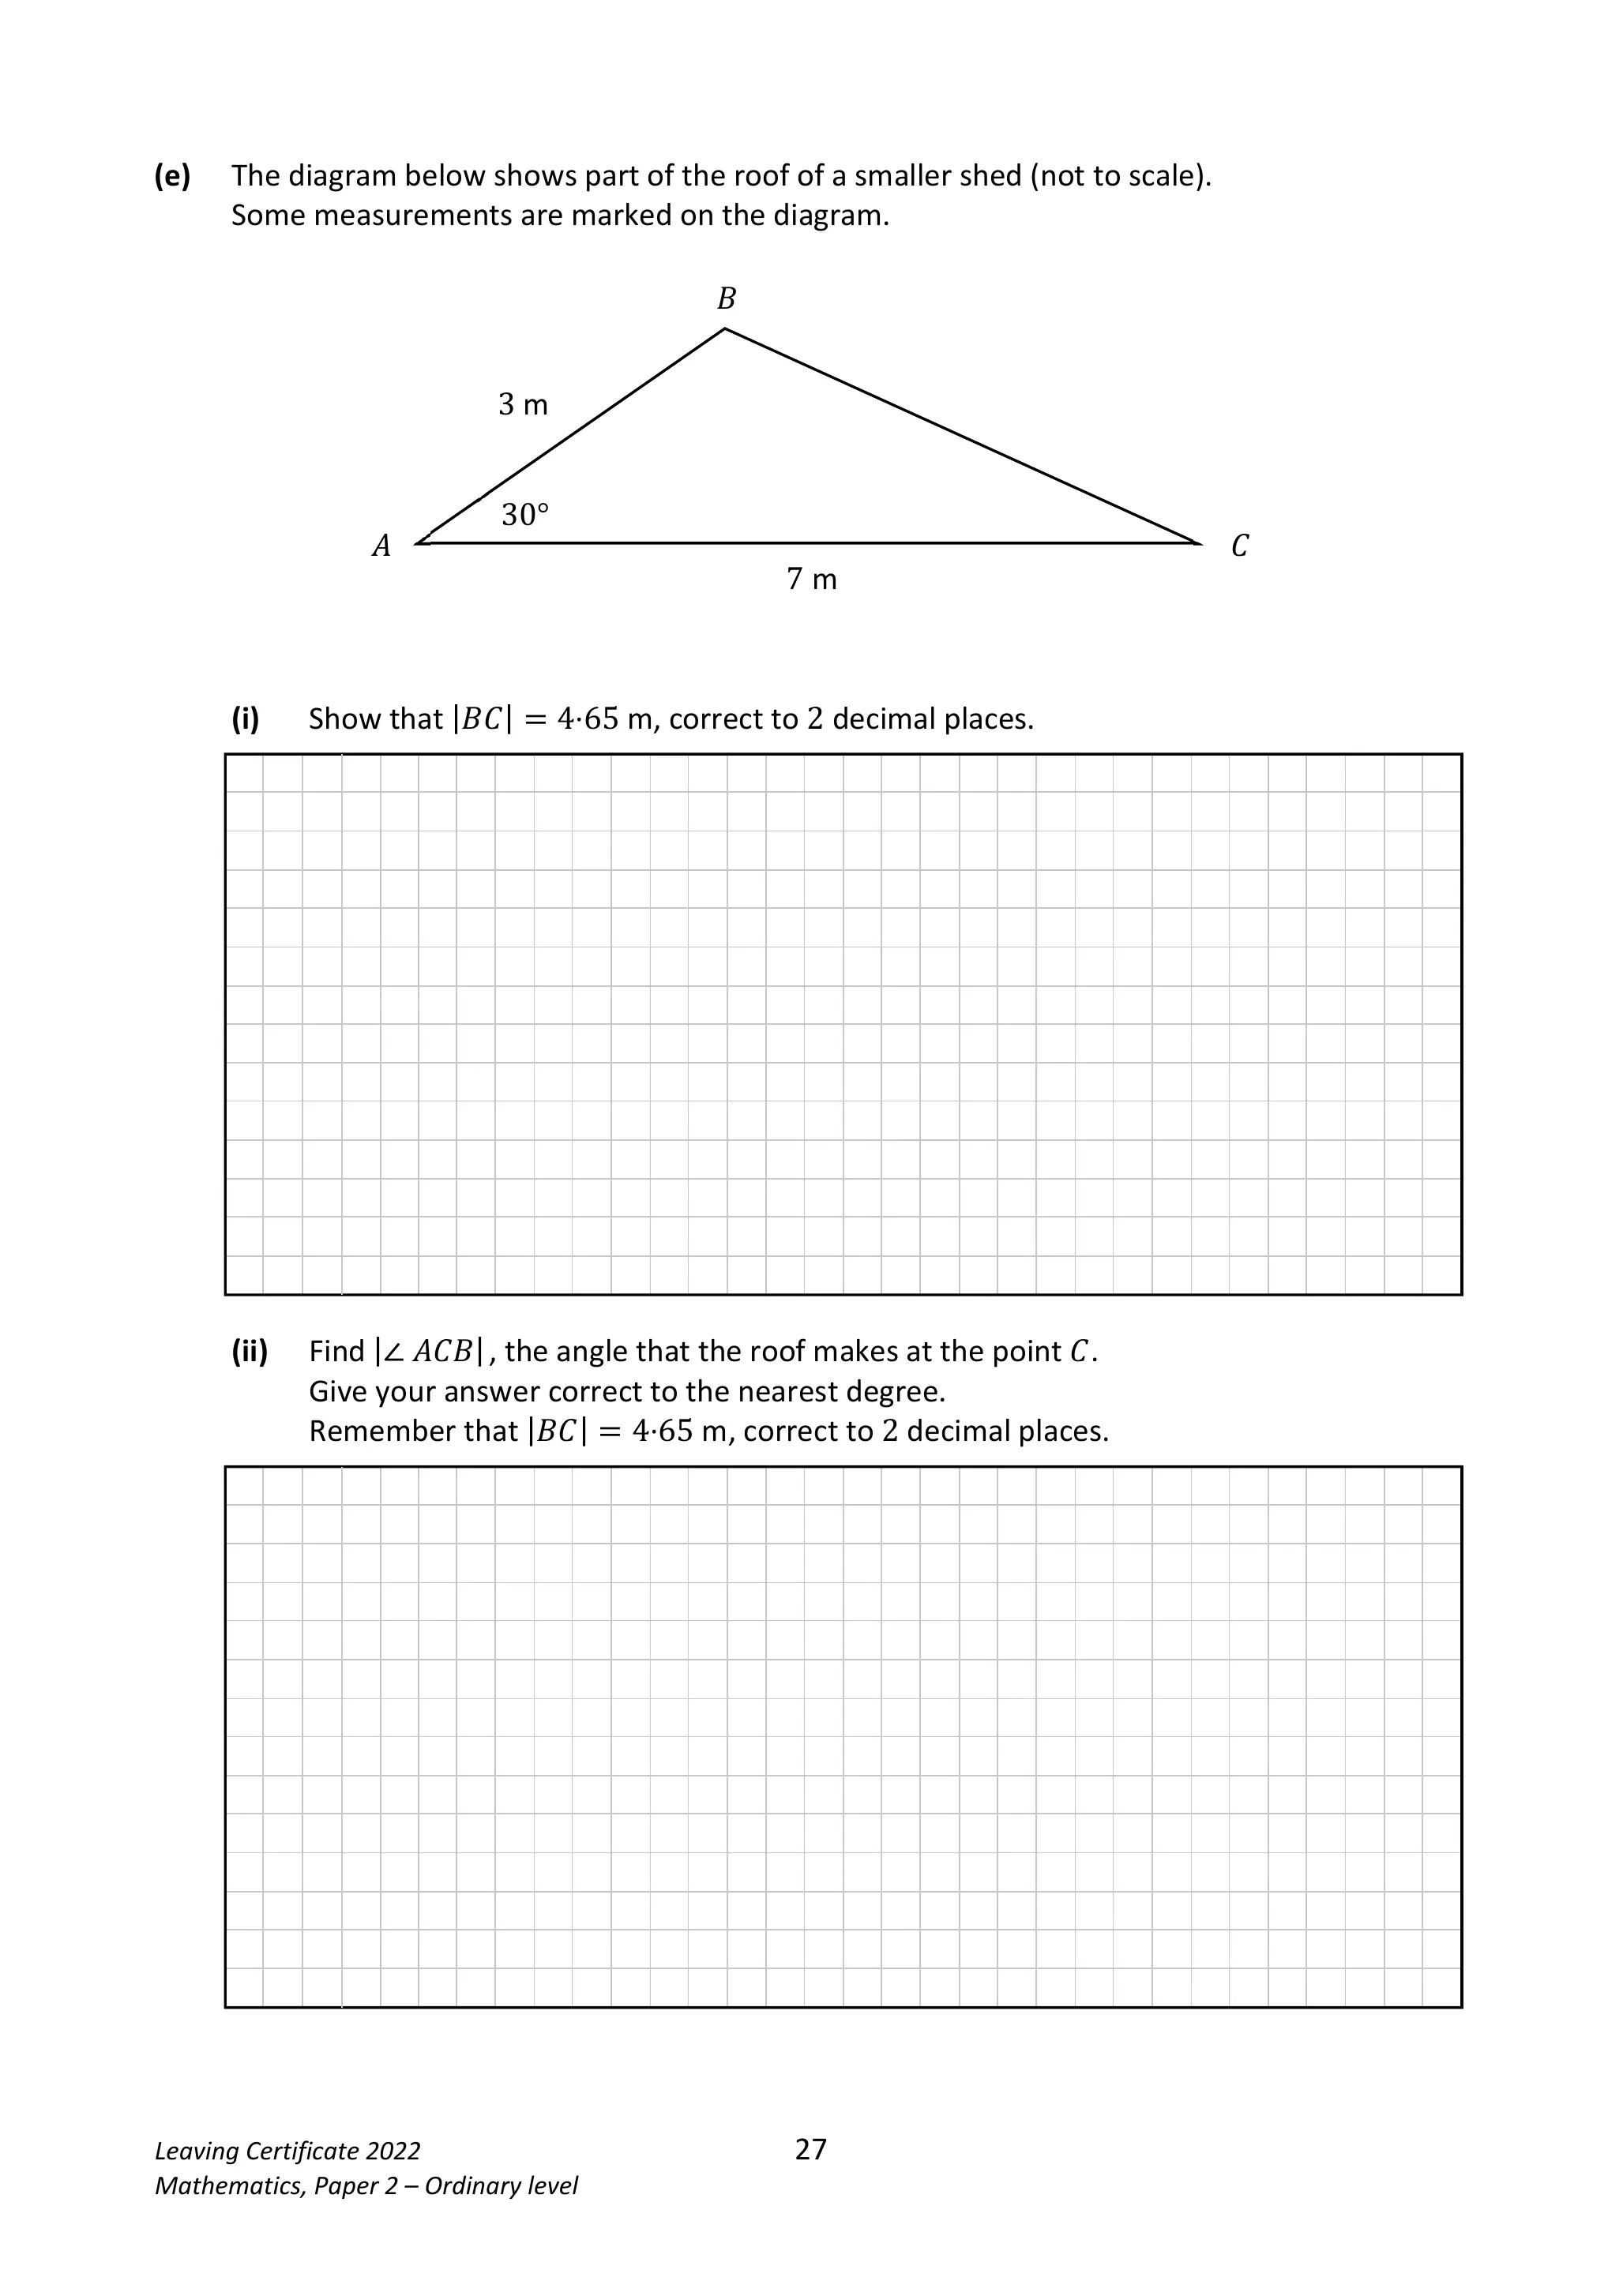 (e) The diagram below shows part of the roof of a smaller shed (not to scale).
Some measurements are marked on the diagram.
B
3 m
30°
A
C
7 m
(i) Show that |BC| = 4·65 m, correct to 2 decimal places.
(ii) Find |∠ ACB|, the angle that the roof makes at the point C.
Give your answer correct to the nearest degree.
Remember that |BC| = 4·65 m, correct to 2 decimal places.
Leaving Certificate 2022
27
Mathematics, Paper 2 – Ordinary level